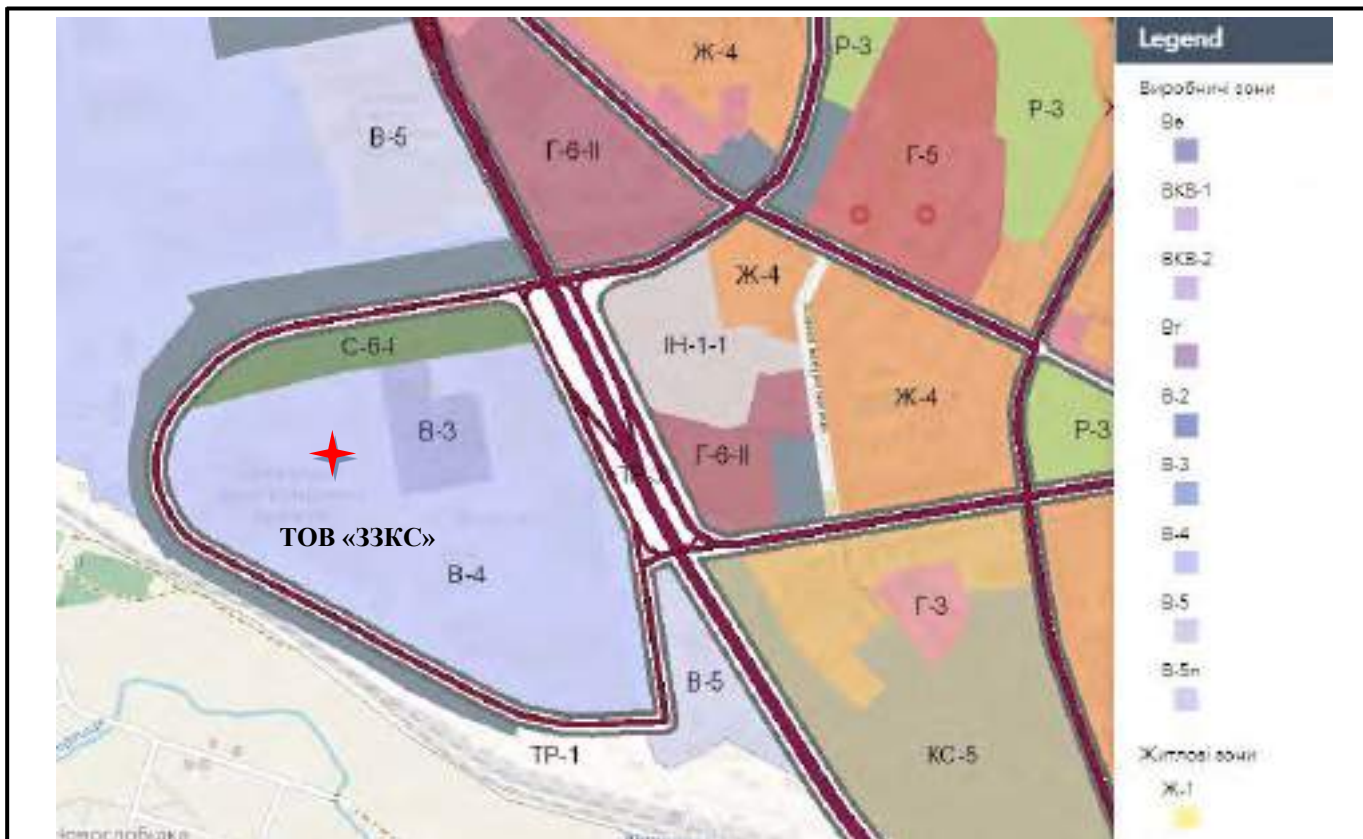 Legend
Виробничі зони
Ве
ВКВ-1
ВКВ-2
Вг
В-2
В-3
В-4
В-5
В-5п
Житлові зони
Ж-1
Ж-4
Р-3
Р-3
В-5
Г-6-ІІ
Г-5
Ж-4
С-6-І
ІН-1-1
В-3
Ж-4
Р-3
Г-6-ІІ
ТОВ «ЗЗКС»
В-4
Г-3
В-5
ТР-1
КС-5